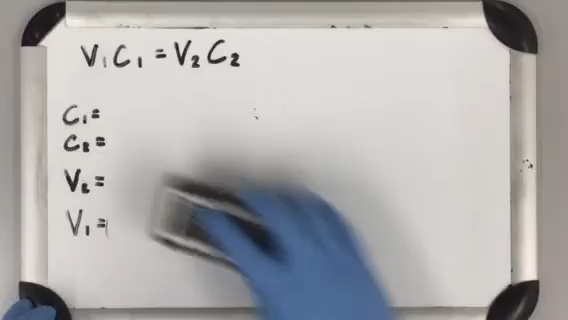 V₁C₁ = V₂C₂
C₁=
C₂=
V₂=
V₁=